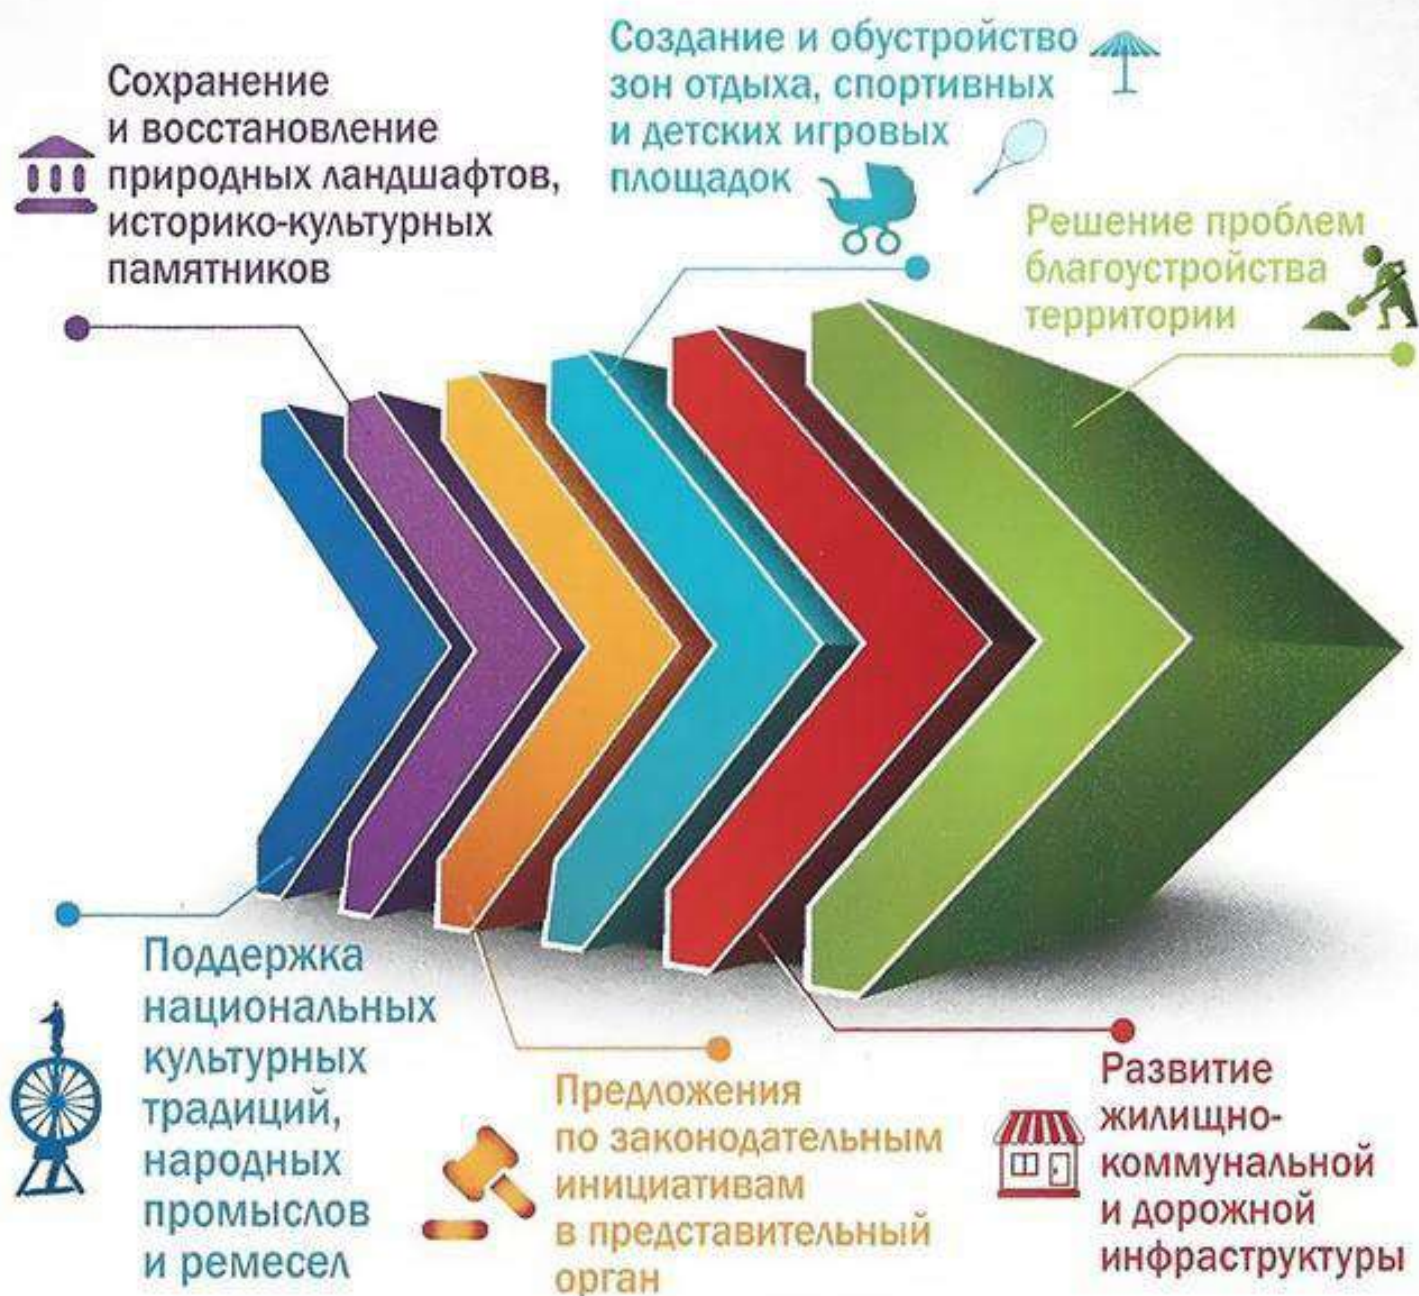 Сохранение
и восстановление
природных ландшафтов,
историко-культурных
памятников
Создание и обустройство
зон отдыха, спортивных
и детских игровых
площадок
Решение проблем
благоустройства
территории
Поддержка
национальных
культурных
традиций,
народных
промыслов
и ремесел
Предложения
по законодательным
инициативам
в представительный
орган
Развитие
жилищно-
коммунальной
и дорожной
инфраструктуры